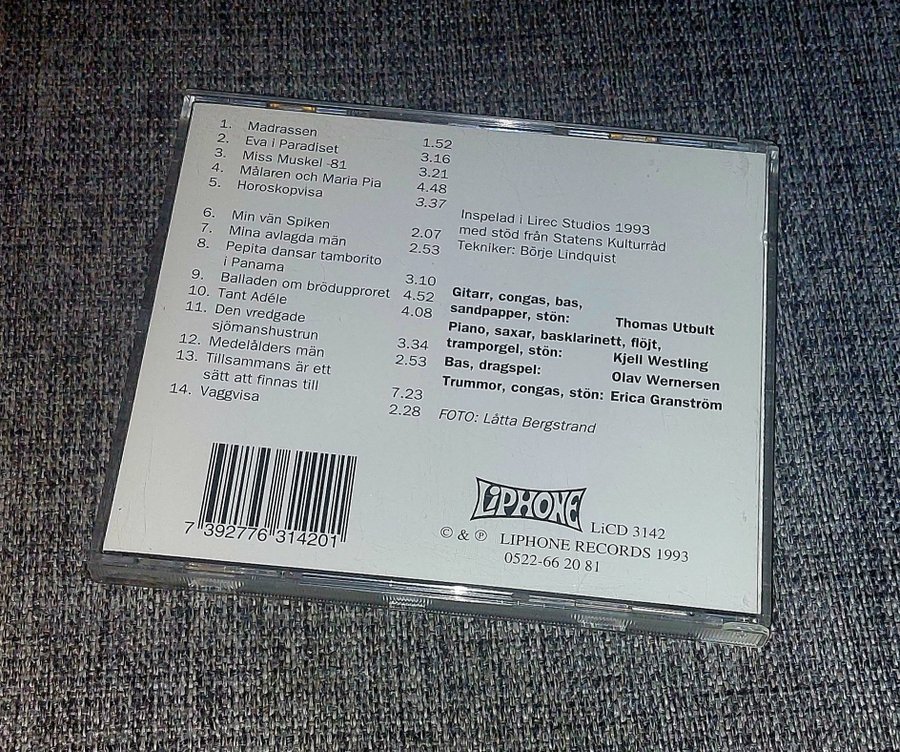 1. Madrassen 1.52
2. Eva i Paradiset 3.16
3. Miss Muskel -81 3.21
4. Målaren och Maria Pia 4.48
5. Horoskopvisa 3.37
6. Min vän Spiken 2.07
7. Mina avlagda män 2.53
8. Pepita dansar tamborito
i Panama 3.10
9. Balladen om brödupproret 4.52
10. Tant Adéle 4.08
11. Den vredgade
sjömanshustrun 3.34
12. Medelålders män 2.53
13. Tillsammans är ett
sätt att finnas till 7.23
14. Vaggvisa 2.28
Inspelad i Lirec Studios 1993
med stöd från Statens Kulturråd
Tekniker: Börje Lindquist
Gitarr, congas, bas,
sandpapper, stön: Thomas Utbult
Piano, saxar, basklarinett, flöjt,
tramporgel, stön: Kjell Westling
Bas, dragspel: Olav Wernersen
Trummor, congas, stön: Erica Granström
FOTO: Låtta Bergstrand
7 392776 314201
LIPHONE LiCD 3142
© & ℗ LIPHONE RECORDS 1993
0522-66 20 81